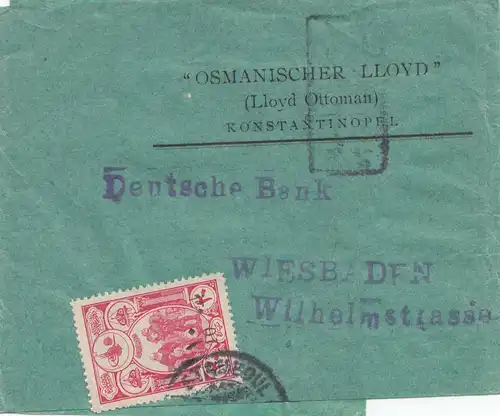 "OSMANISCHER LLOYD"
(Lloyd Ottoman)
KONSTANTINOPEL
Deutsche Bank
WIESBADEN
Wilhelmstrasse